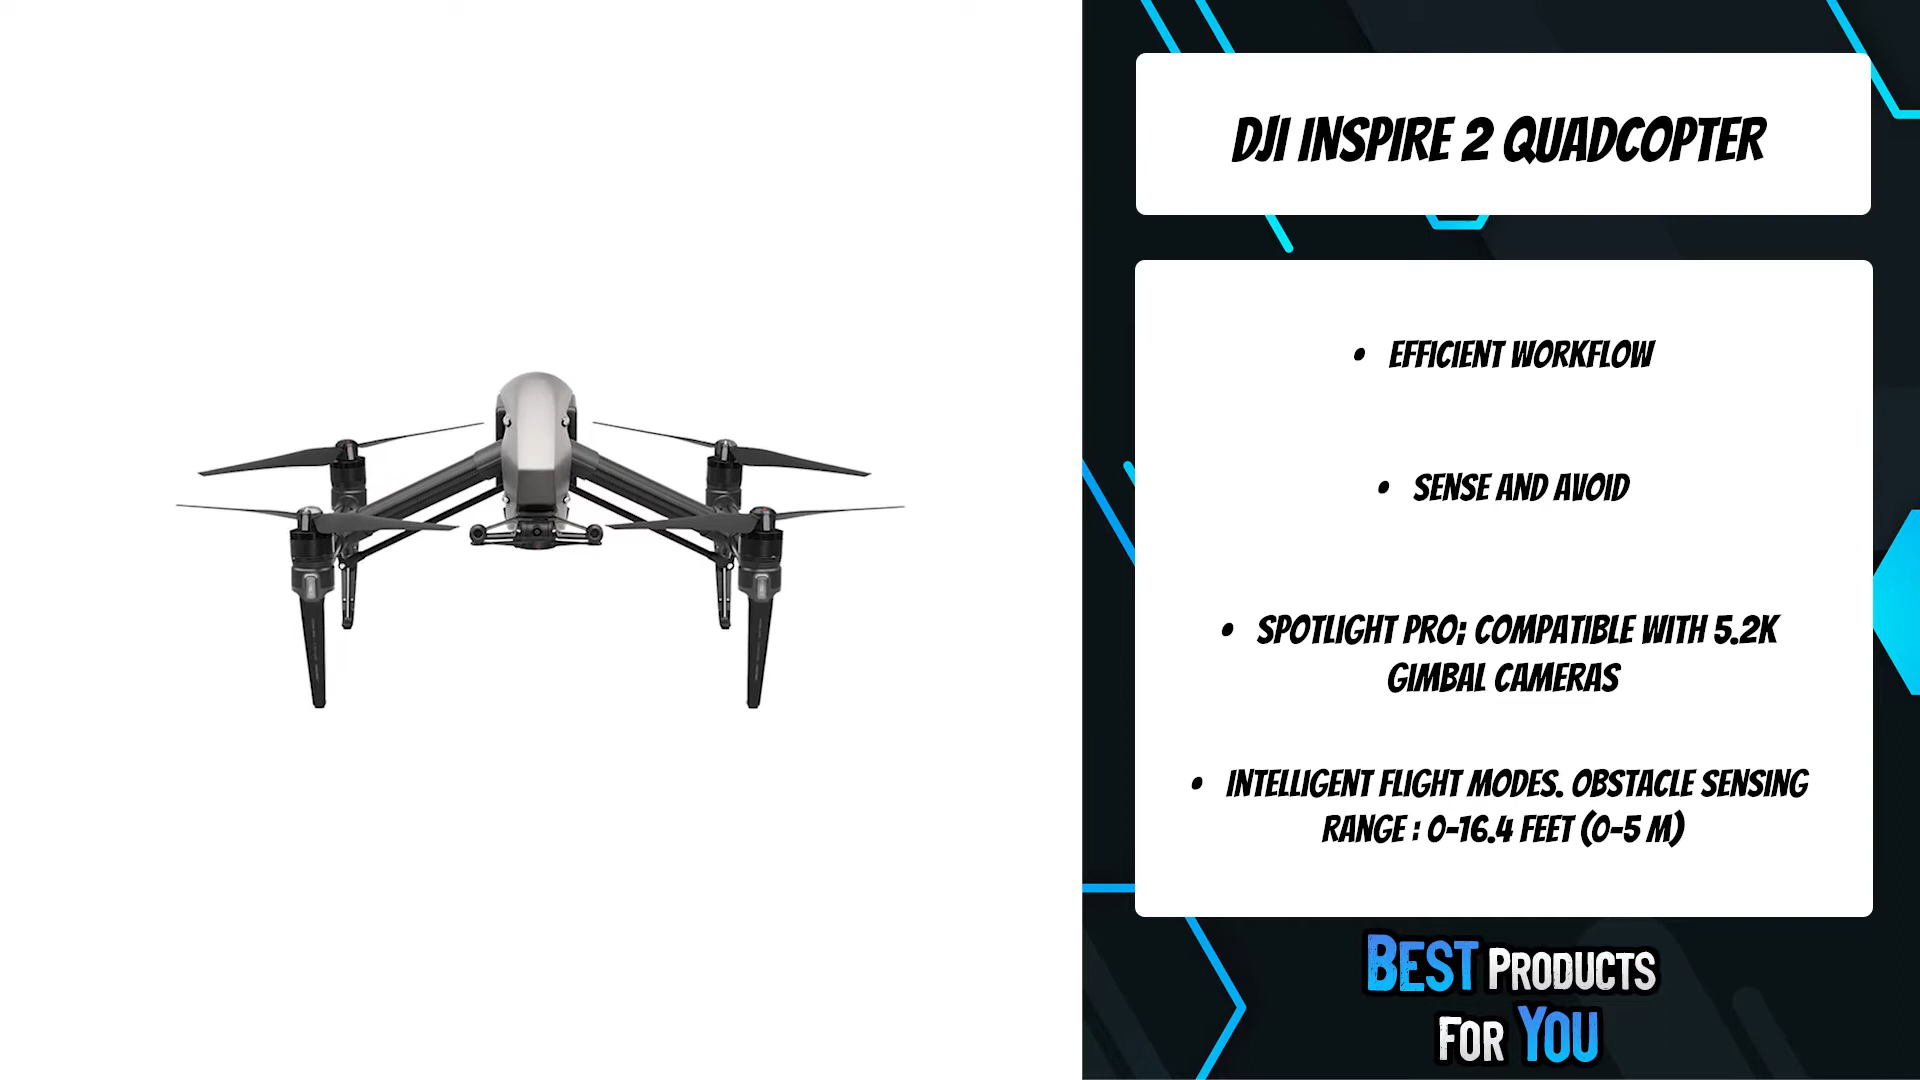 DJI INSPIRE 2 QUADCOPTER
• EFFICIENT WORKFLOW
• SENSE AND AVOID
• SPOTLIGHT PRO; COMPATIBLE WITH 5.2K
GIMBAL CAMERAS
• INTELLIGENT FLIGHT MODES. OBSTACLE SENSING
RANGE : 0-16.4 FEET (0-5 M)
BEST PRODUCTS
FOR YOU